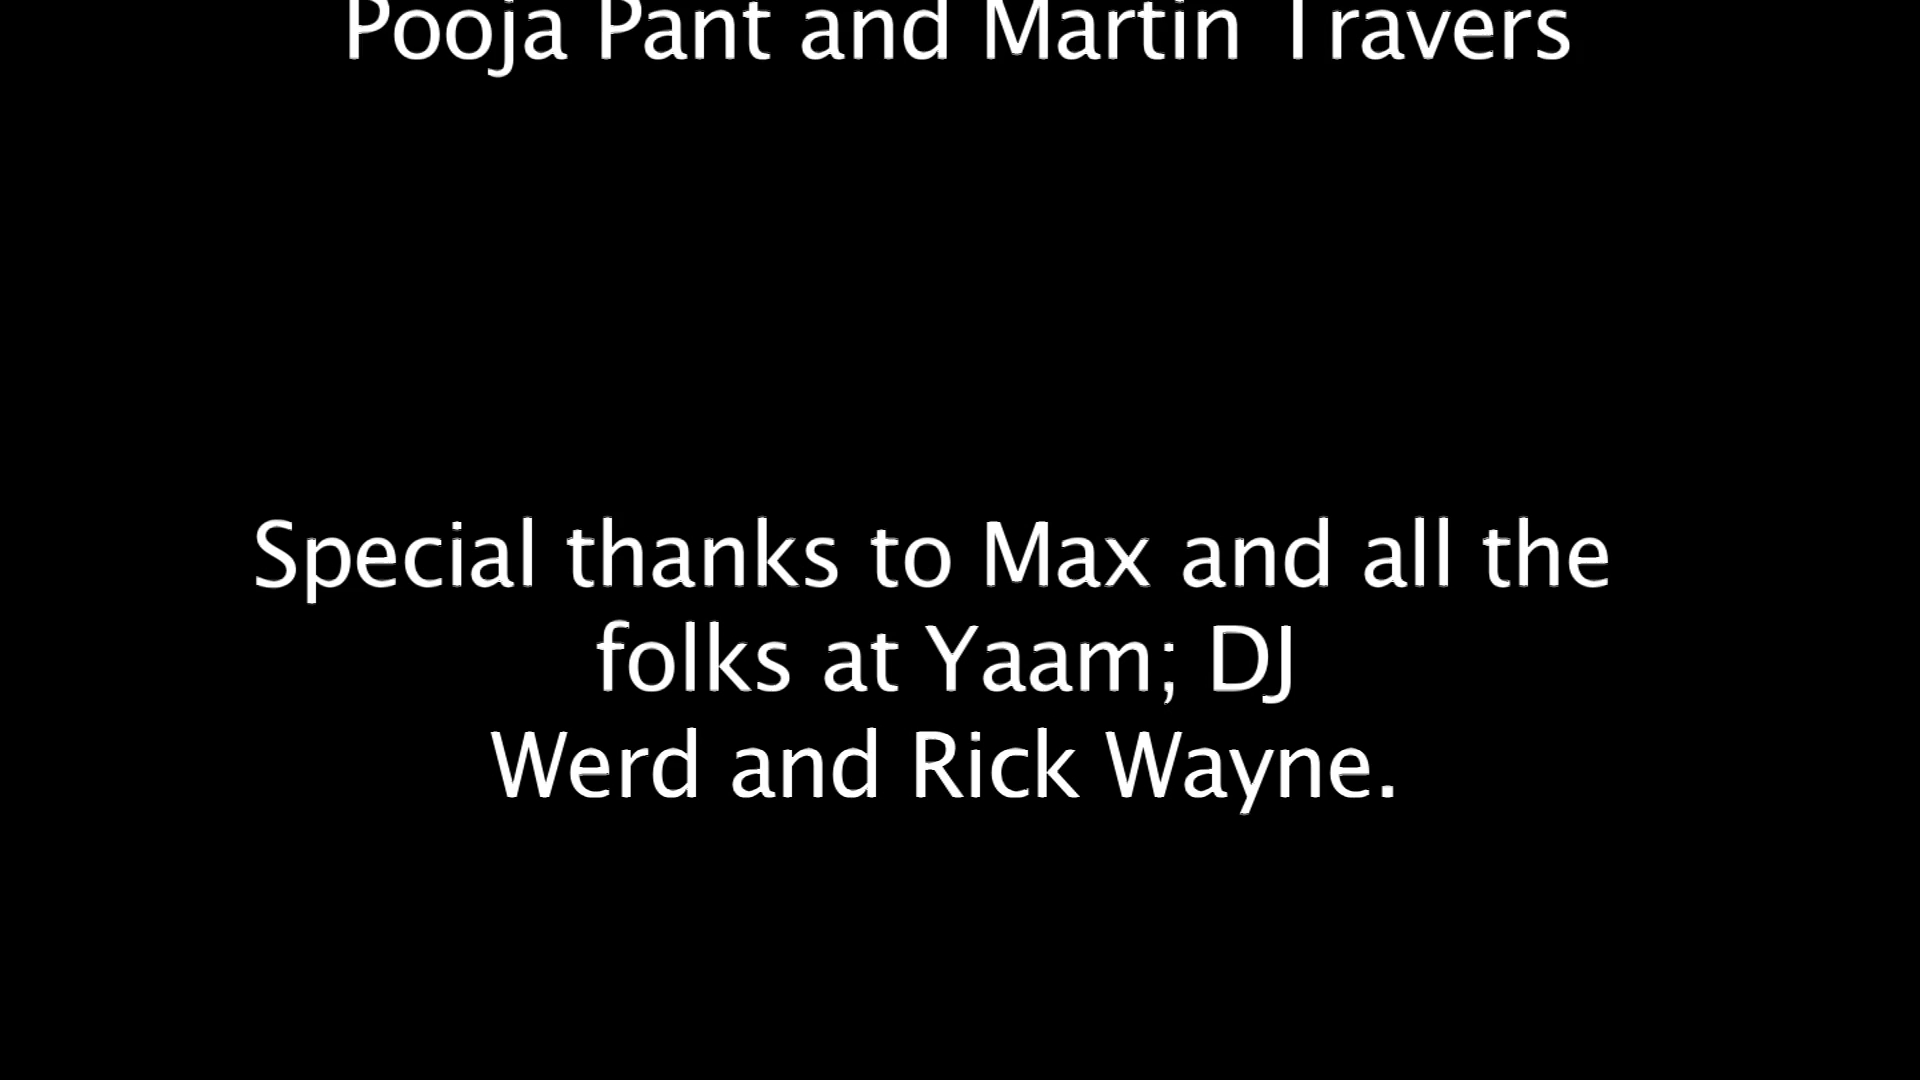 Pooja Pant and Martin Travers
Special thanks to Max and all the
folks at Yaam; DJ
Werd and Rick Wayne.